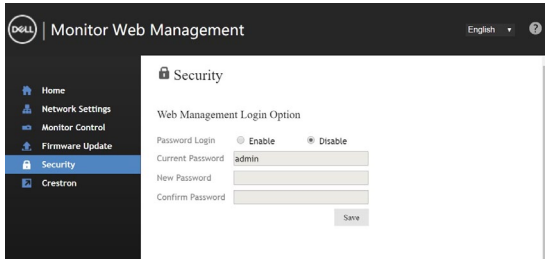 DELL | Monitor Web Management
English
?
Home
Network Settings
Monitor Control
Firmware Update
Security
Crestron
Security
Web Management Login Option
Password Login Enable Disable
Current Password admin
New Password
Confirm Password
Save